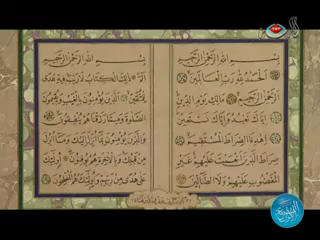 بسم الله الرحمن الرحيم
الحمد لله رب العالمين
الرحمن الرحيم مالك يوم الدين
إياك نعبد وإياك نستعين
إهدنا الصراط المستقيم
صراط الذين أنعمت عليهم غير
المغضوب عليهم ولا الضالين
بسم الله الرحمن الرحيم
الم ذلك الكتاب لا ريب فيه هدى
للمتقين الذين يؤمنون بالغيب ويقيمون
الصلوة ومما رزقناهم ينفقون
والذين يؤمنون بما أنزل إليك وما أنزل
من قبلك وبالآخرة هم يوقنون أولئك
على هدى من ربهم وأولئك هم المفلحون